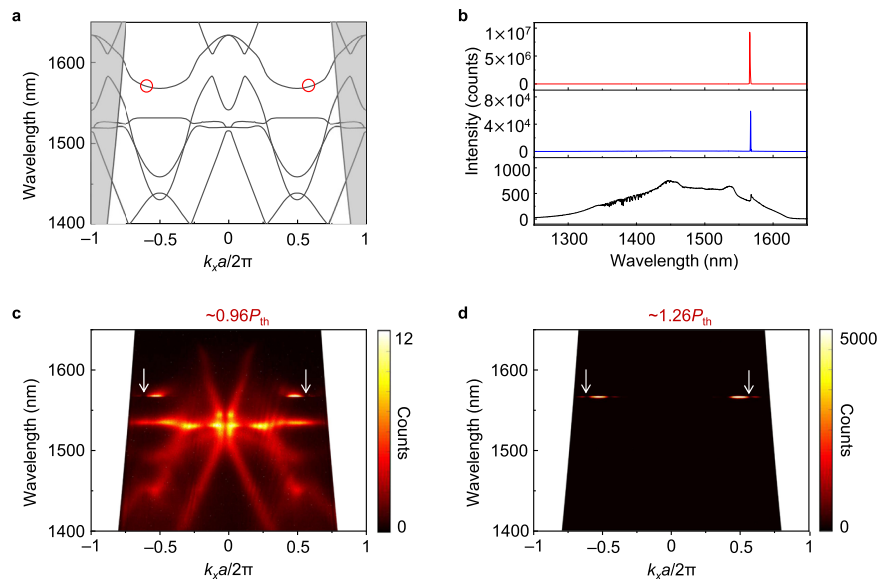 a
Wavelength (nm)
1600
1500
1400
−1
−0.5
0
0.5
1
kₓa/2π
b
Intensity (counts)
1×10⁷
5×10⁶
0
8×10⁴
4×10⁴
0
1000
500
0
1300
1400
1500
1600
Wavelength (nm)
c
~0.96Pth
Wavelength (nm)
1600
1500
1400
−1
−0.5
0
0.5
1
kₓa/2π
12
0
Counts
d
~1.26Pth
Wavelength (nm)
1600
1500
1400
−1
−0.5
0
0.5
1
kₓa/2π
5000
0
Counts